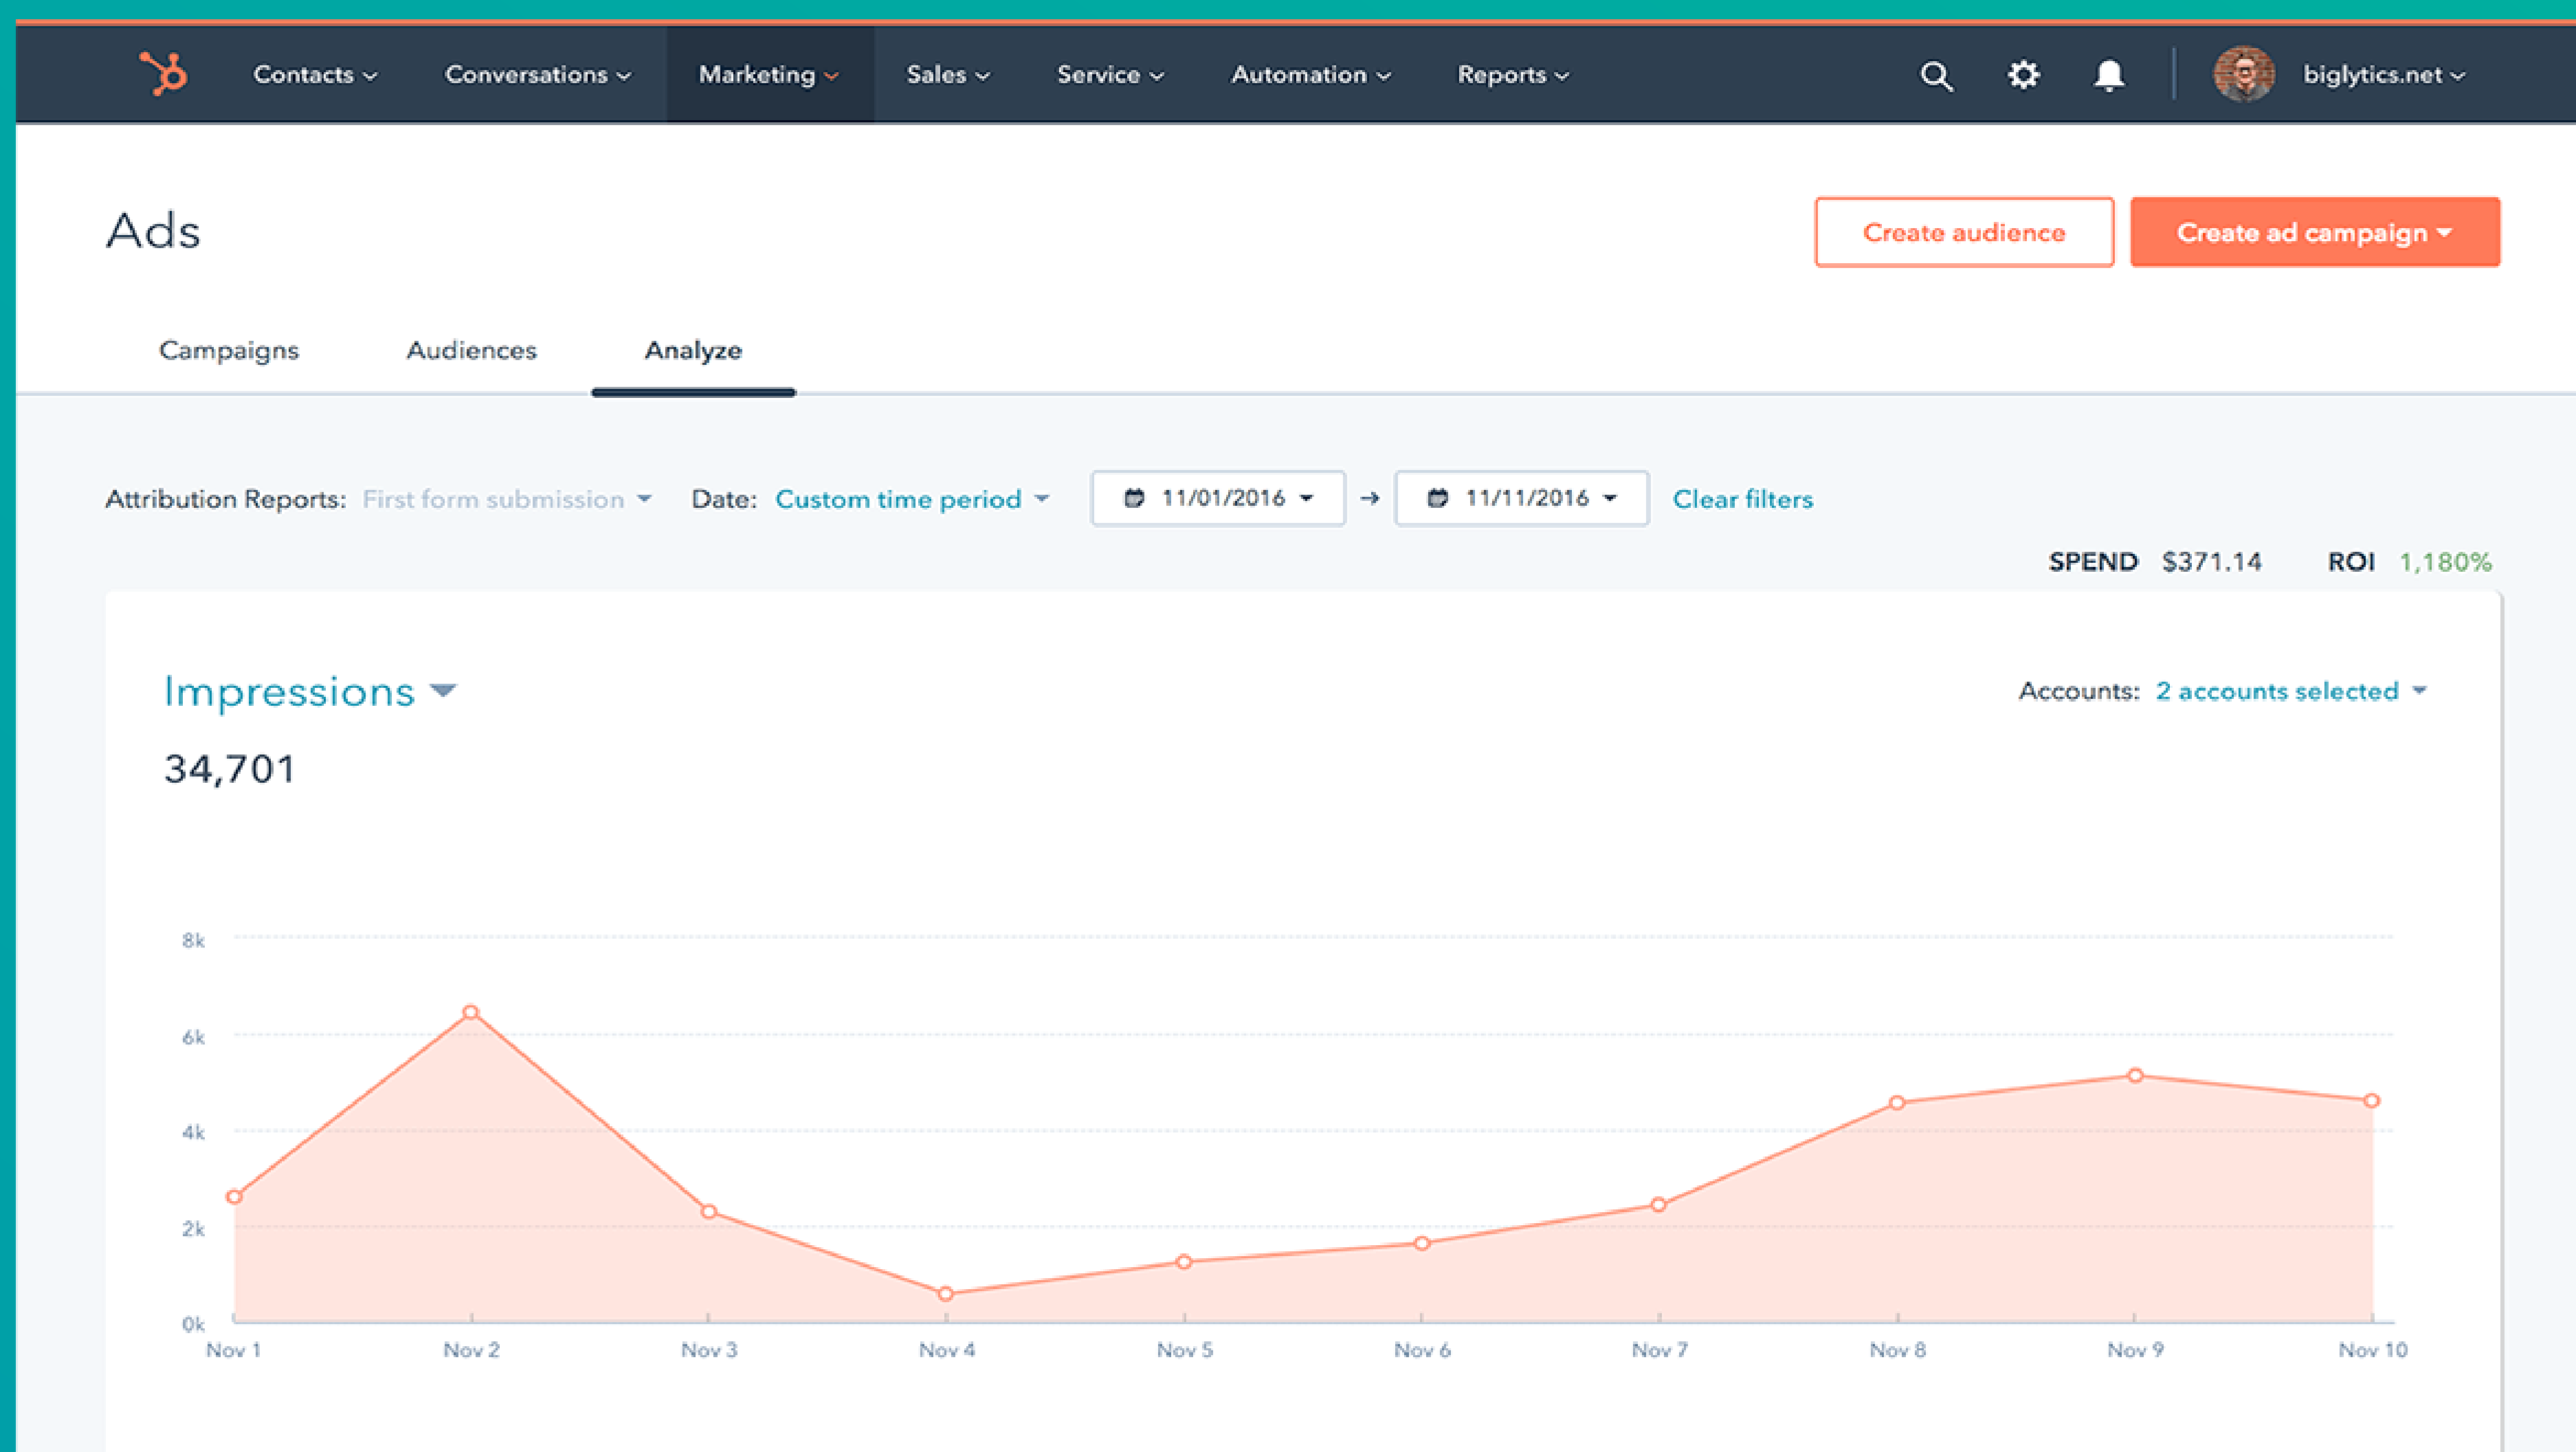 Contacts Conversations Marketing Sales Service Automation Reports biglytics.net
Ads
Create audience Create ad campaign
Campaigns Audiences Analyze
Attribution Reports: First form submission Date: Custom time period 11/01/2016 → 11/11/2016 Clear filters
SPEND $371.14 ROI 1,180%
Impressions Accounts: 2 accounts selected
34,701
8k
6k
4k
2k
0k
Nov 1 Nov 2 Nov 3 Nov 4 Nov 5 Nov 6 Nov 7 Nov 8 Nov 9 Nov 10